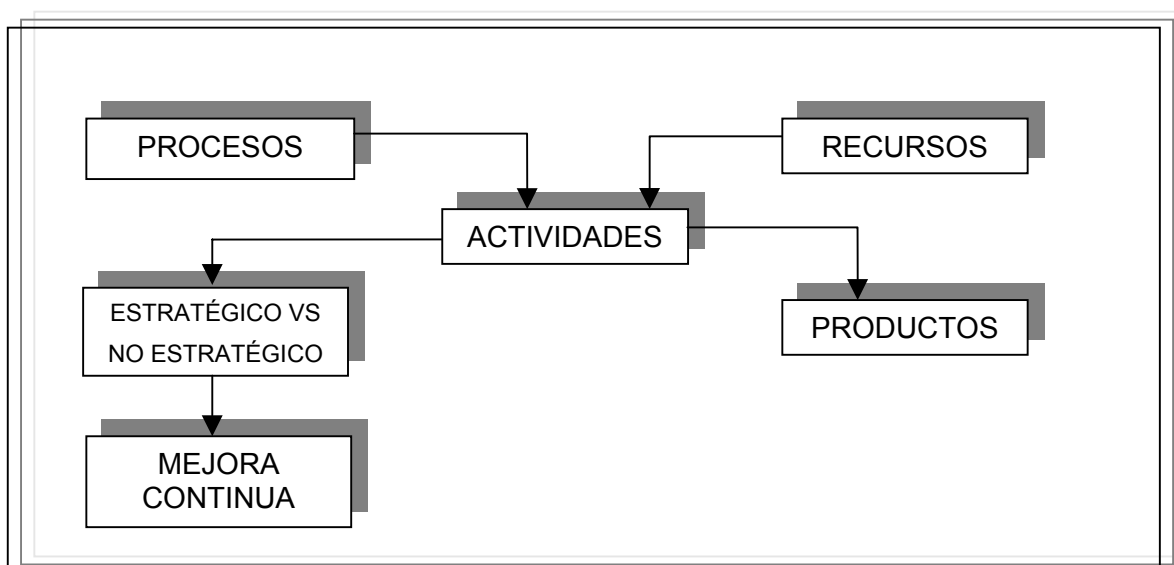 PROCESOS
RECURSOS
ACTIVIDADES
ESTRATÉGICO VS
NO ESTRATÉGICO
PRODUCTOS
MEJORA
CONTINUA